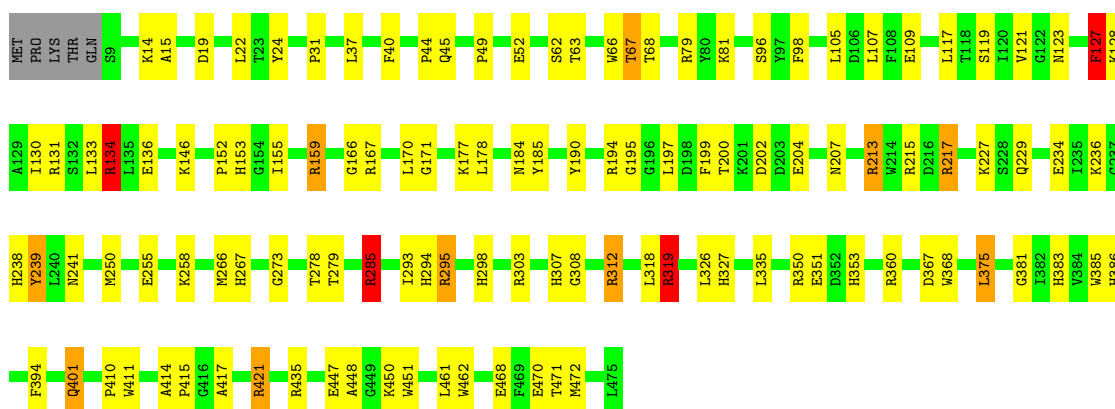 MET PRO LYS THR GLN S9 K14 A15 D19 L22 T23 Y24 P31 L37 F40 P44 Q45 P49 E52 S62 T63 W66 T67 T68 R79 Y80 K81 S96 Y97 F98 L105 D106 L107 F108 E109 L117 T118 S119 I120 V121 G122 N123 F127 K128
A129 I130 R131 S132 L133 R134 L135 E136 K146 P152 H153 G154 I155 R159 G166 R167 L170 G171 K177 L178 N184 Y185 Y190 R194 G195 G196 L197 D198 F199 T200 K201 D202 D203 E204 N207 R213 W214 R215 D216 R217 K227 S228 Q229 E234 I235 K236 G237
H238 Y239 L240 N241 M250 E255 K258 M266 H267 G273 T278 T279 R285 I293 H294 R295 H298 R303 H307 G308 R312 L318 R319 L326 H327 L335 R350 E351 D352 H353 R360 D367 W368 L375 G381 I382 H383 V384 W385 H386
F394 Q401 P410 W411 A414 P415 G416 A417 R421 R435 E447 A448 G449 K450 W451 L461 W462 E468 F469 E470 T471 M472 L475